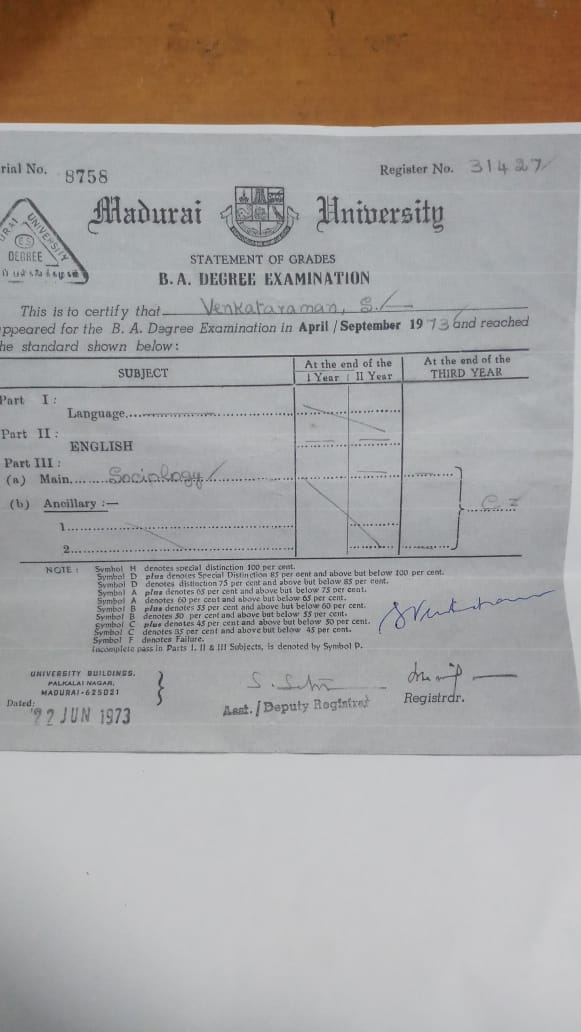 rial No. 8758
Register No. 31427
Madurai University
UNIVERSITY
DEGREE
STATEMENT OF GRADES
B. A. DEGREE EXAMINATION
This is to certify that Venkataraman, S.
ppeared for the B. A. Degree Examination in April / September 1973 and reached
he standard shown below :
SUBJECT
At the end of the
I Year II Year
At the end of the
THIRD YEAR
Part I :
Language
Part II :
ENGLISH
Part III :
(a) Main Sociology
(b) Ancillary :—
1
2
NOTE : Symbol H denotes special distinction 100 per cent.
Symbol D plus denotes Special Distinction 85 per cent and above but below 100 per cent.
Symbol D denotes distinction 75 per cent and above but below 85 per cent.
Symbol A plus denotes 65 per cent and above but below 75 per cent.
Symbol A denotes 60 per cent and above but below 65 per cent.
Symbol B plus denotes 55 per cent and above but below 60 per cent.
Symbol B denotes 50 per cent and above but below 55 per cent.
Symbol C plus denotes 45 per cent and above but below 50 per cent.
Symbol C denotes 35 per cent and above but below 45 per cent.
Symbol F denotes Failure.
Incomplete pass in Parts I, II & III Subjects, is denoted by Symbol P.
UNIVERSITY BUILDINGS,
PALKALAI NAGAR,
MADURAI-625021
Dated: 22 JUN 1973
Asst. / Deputy Registrar
Registrar.